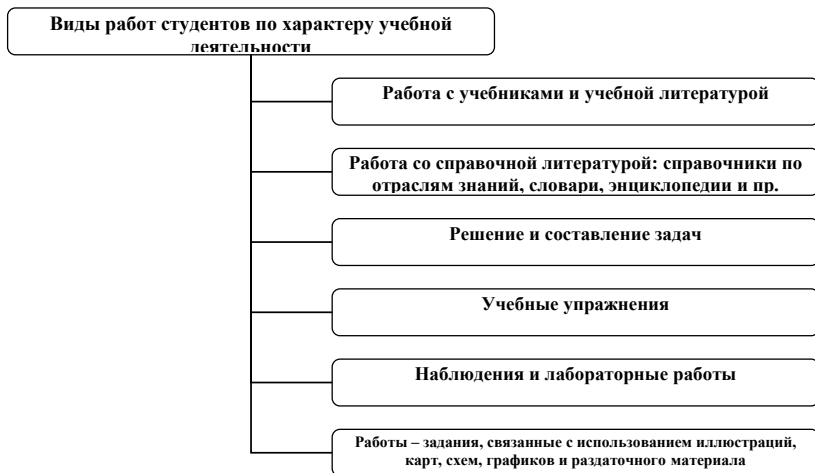 Виды работ студентов по характеру учебной
деятельности
Работа с учебниками и учебной литературой
Работа со справочной литературой: справочники по
отраслям знаний, словари, энциклопедии и пр.
Решение и составление задач
Учебные упражнения
Наблюдения и лабораторные работы
Работы – задания, связанные с использованием иллюстраций,
карт, схем, графиков и раздаточного материала